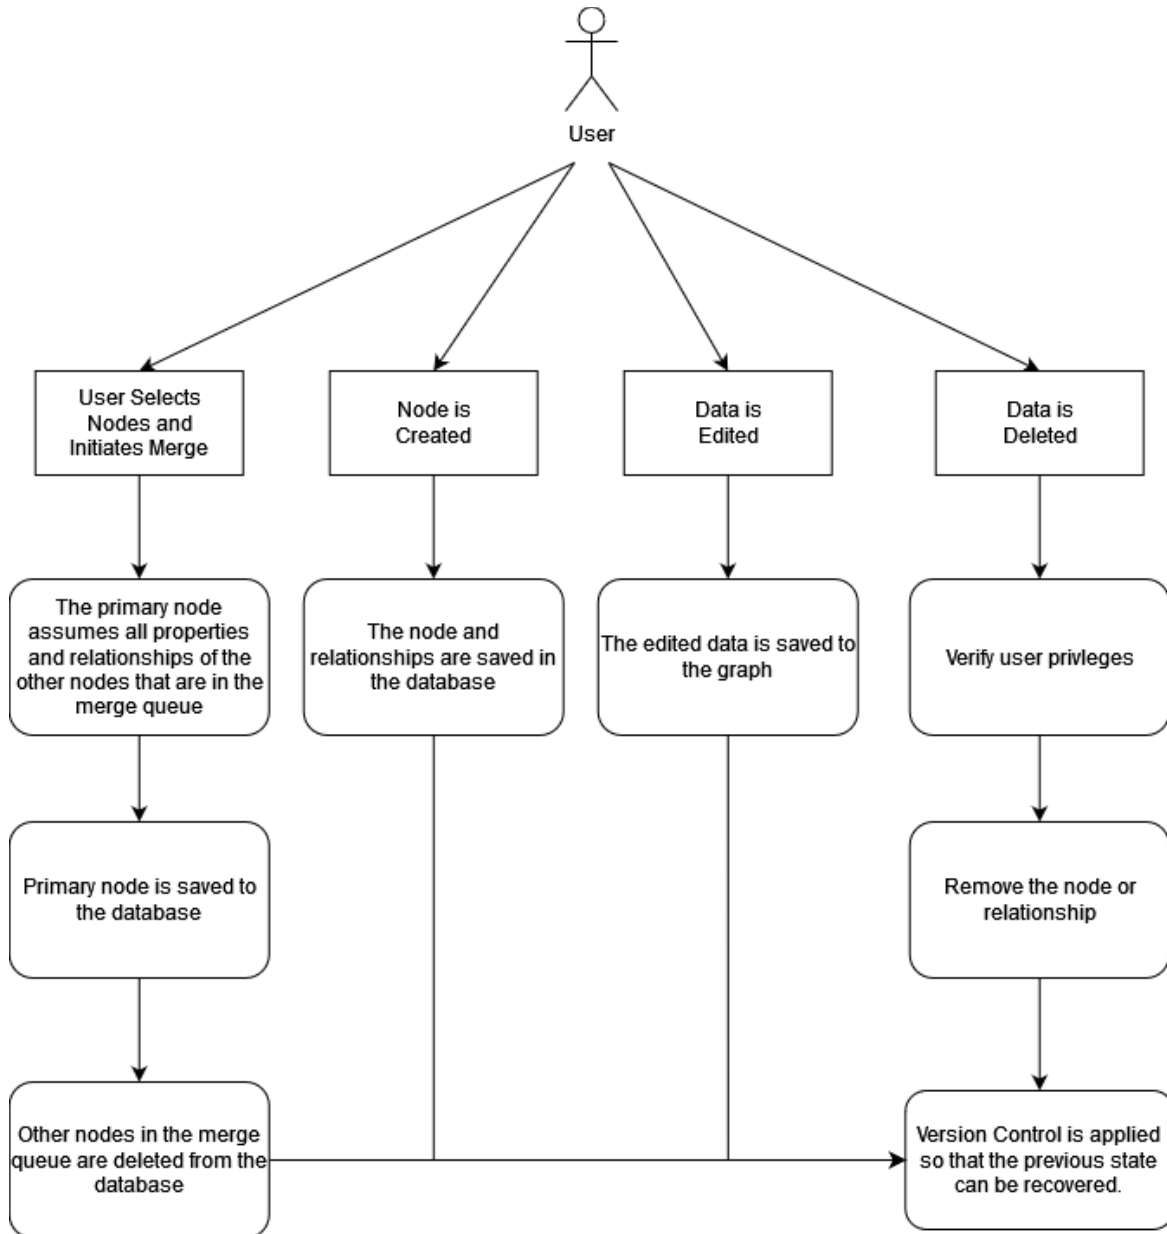 User
User Selects
Nodes and
Initiates Merge
Node is
Created
Data is
Edited
Data is
Deleted
The primary node
assumes all properties
and relationships of the
other nodes that are in the
merge queue
The node and
relationships are saved in
the database
The edited data is saved to
the graph
Verify user privleges
Primary node is saved to
the database
Remove the node or
relationship
Other nodes in the merge
queue are deleted from the
database
Version Control is applied
so that the previous state
can be recovered.